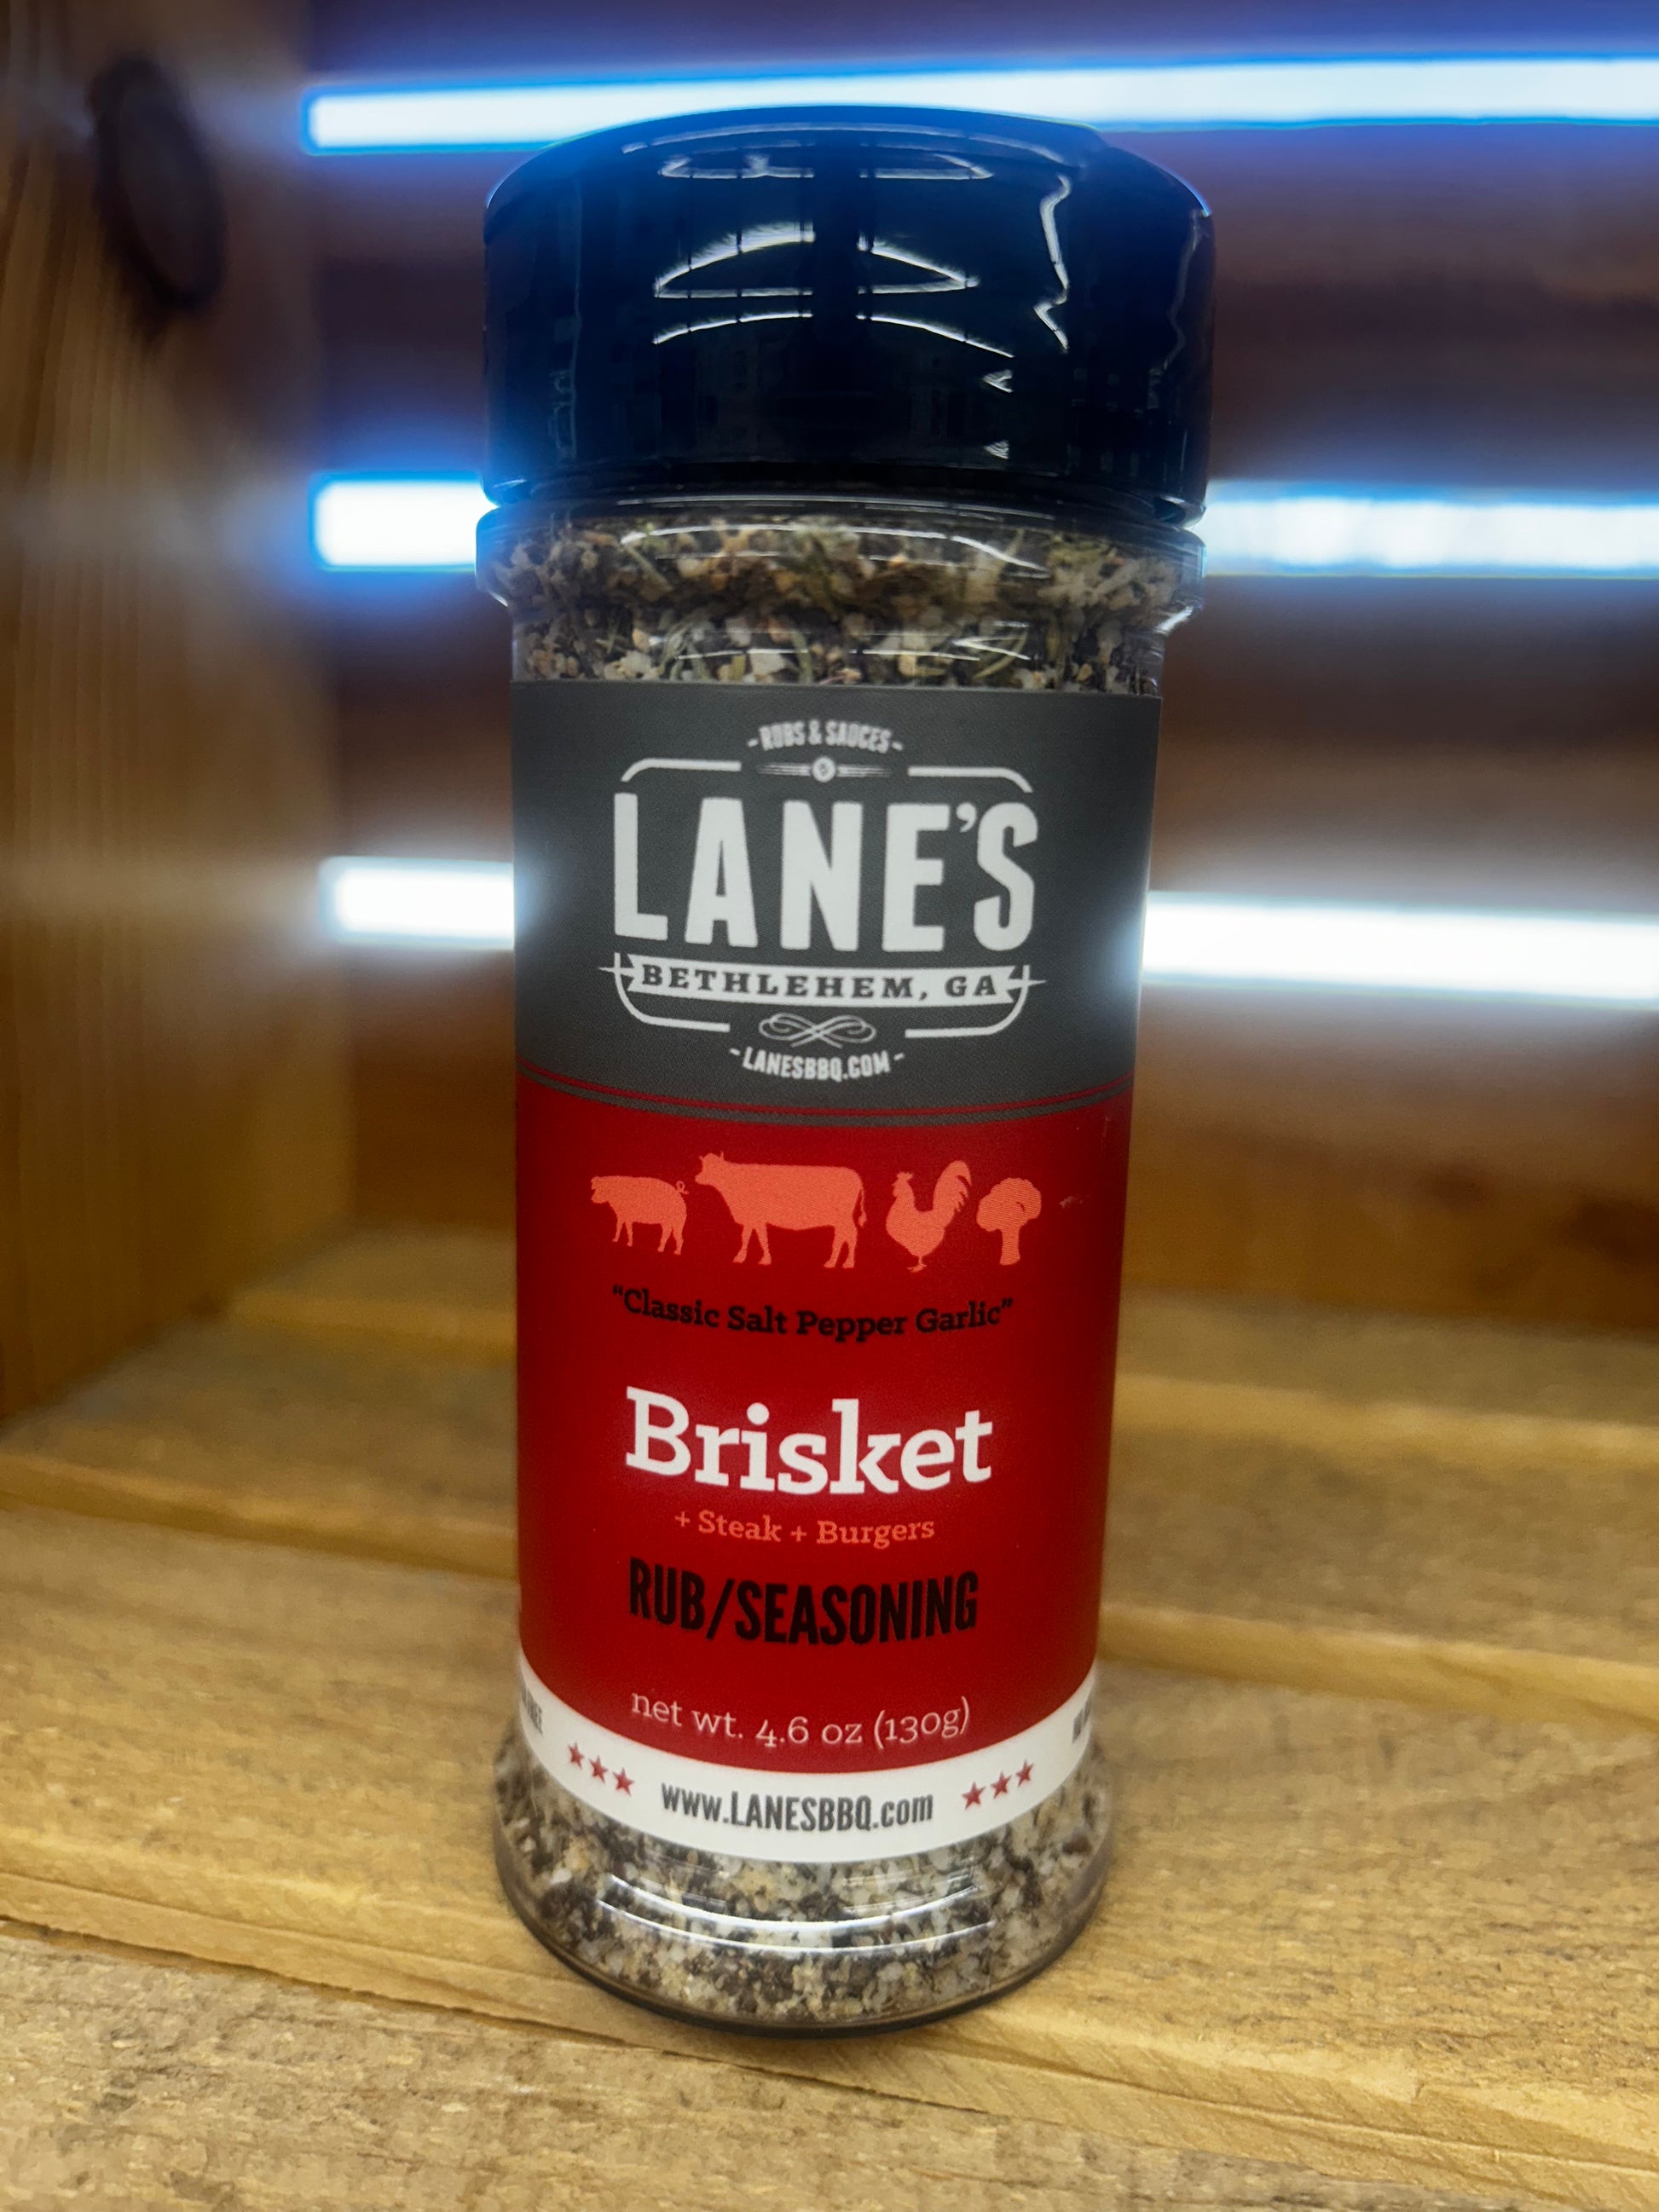 - RUBS & SAUCES -
LANE'S
BETHLEHEM, GA
- LANESBBQ.COM -
"Classic Salt Pepper Garlic"
Brisket
+ Steak + Burgers
RUB/SEASONING
net wt. 4.6 oz (130g)
www.LANESBBQ.com